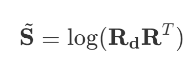 S̃ = log(R_d R^T)